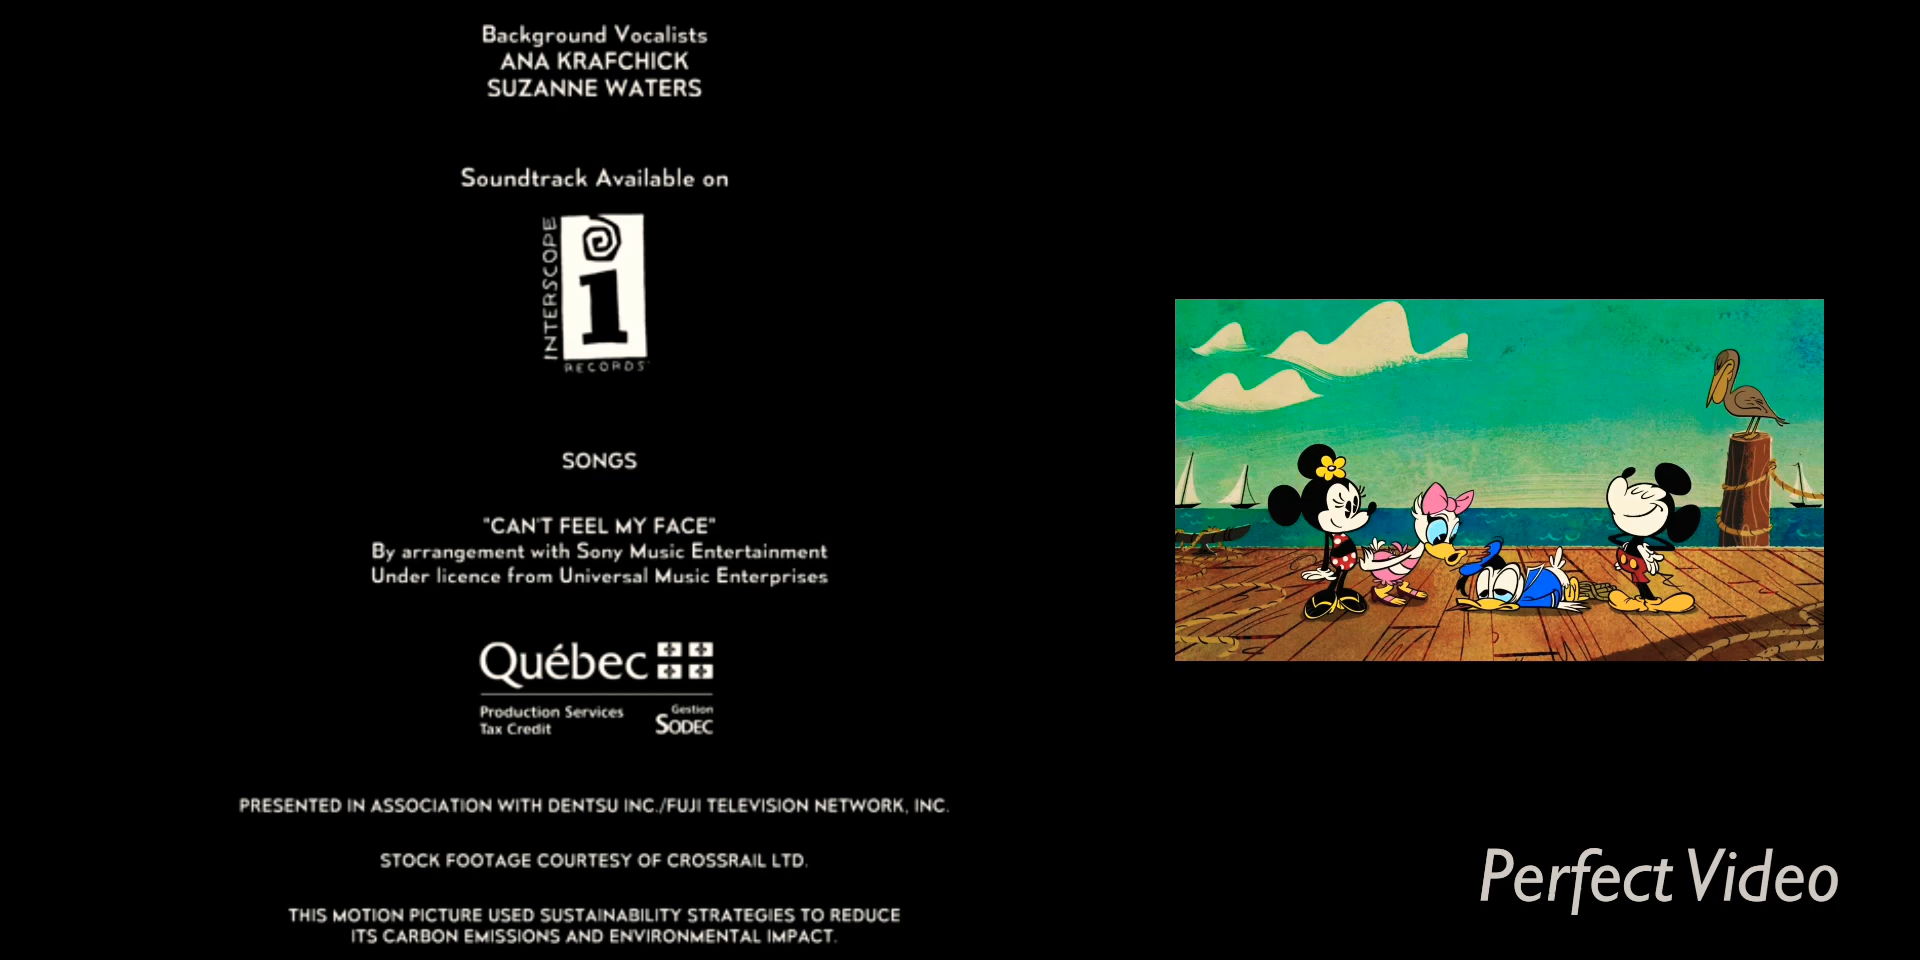 Background Vocalists
ANA KRAFCHICK
SUZANNE WATERS
Soundtrack Available on
INTERSCOPE
i
RECORDS
SONGS
"CAN'T FEEL MY FACE"
By arrangement with Sony Music Entertainment
Under licence from Universal Music Enterprises
Québec
Production Services
Tax Credit
Gestion
SODEC
PRESENTED IN ASSOCIATION WITH DENTSU INC./FUJI TELEVISION NETWORK, INC.
STOCK FOOTAGE COURTESY OF CROSSRAIL LTD.
THIS MOTION PICTURE USED SUSTAINABILITY STRATEGIES TO REDUCE
ITS CARBON EMISSIONS AND ENVIRONMENTAL IMPACT.
Perfect Video